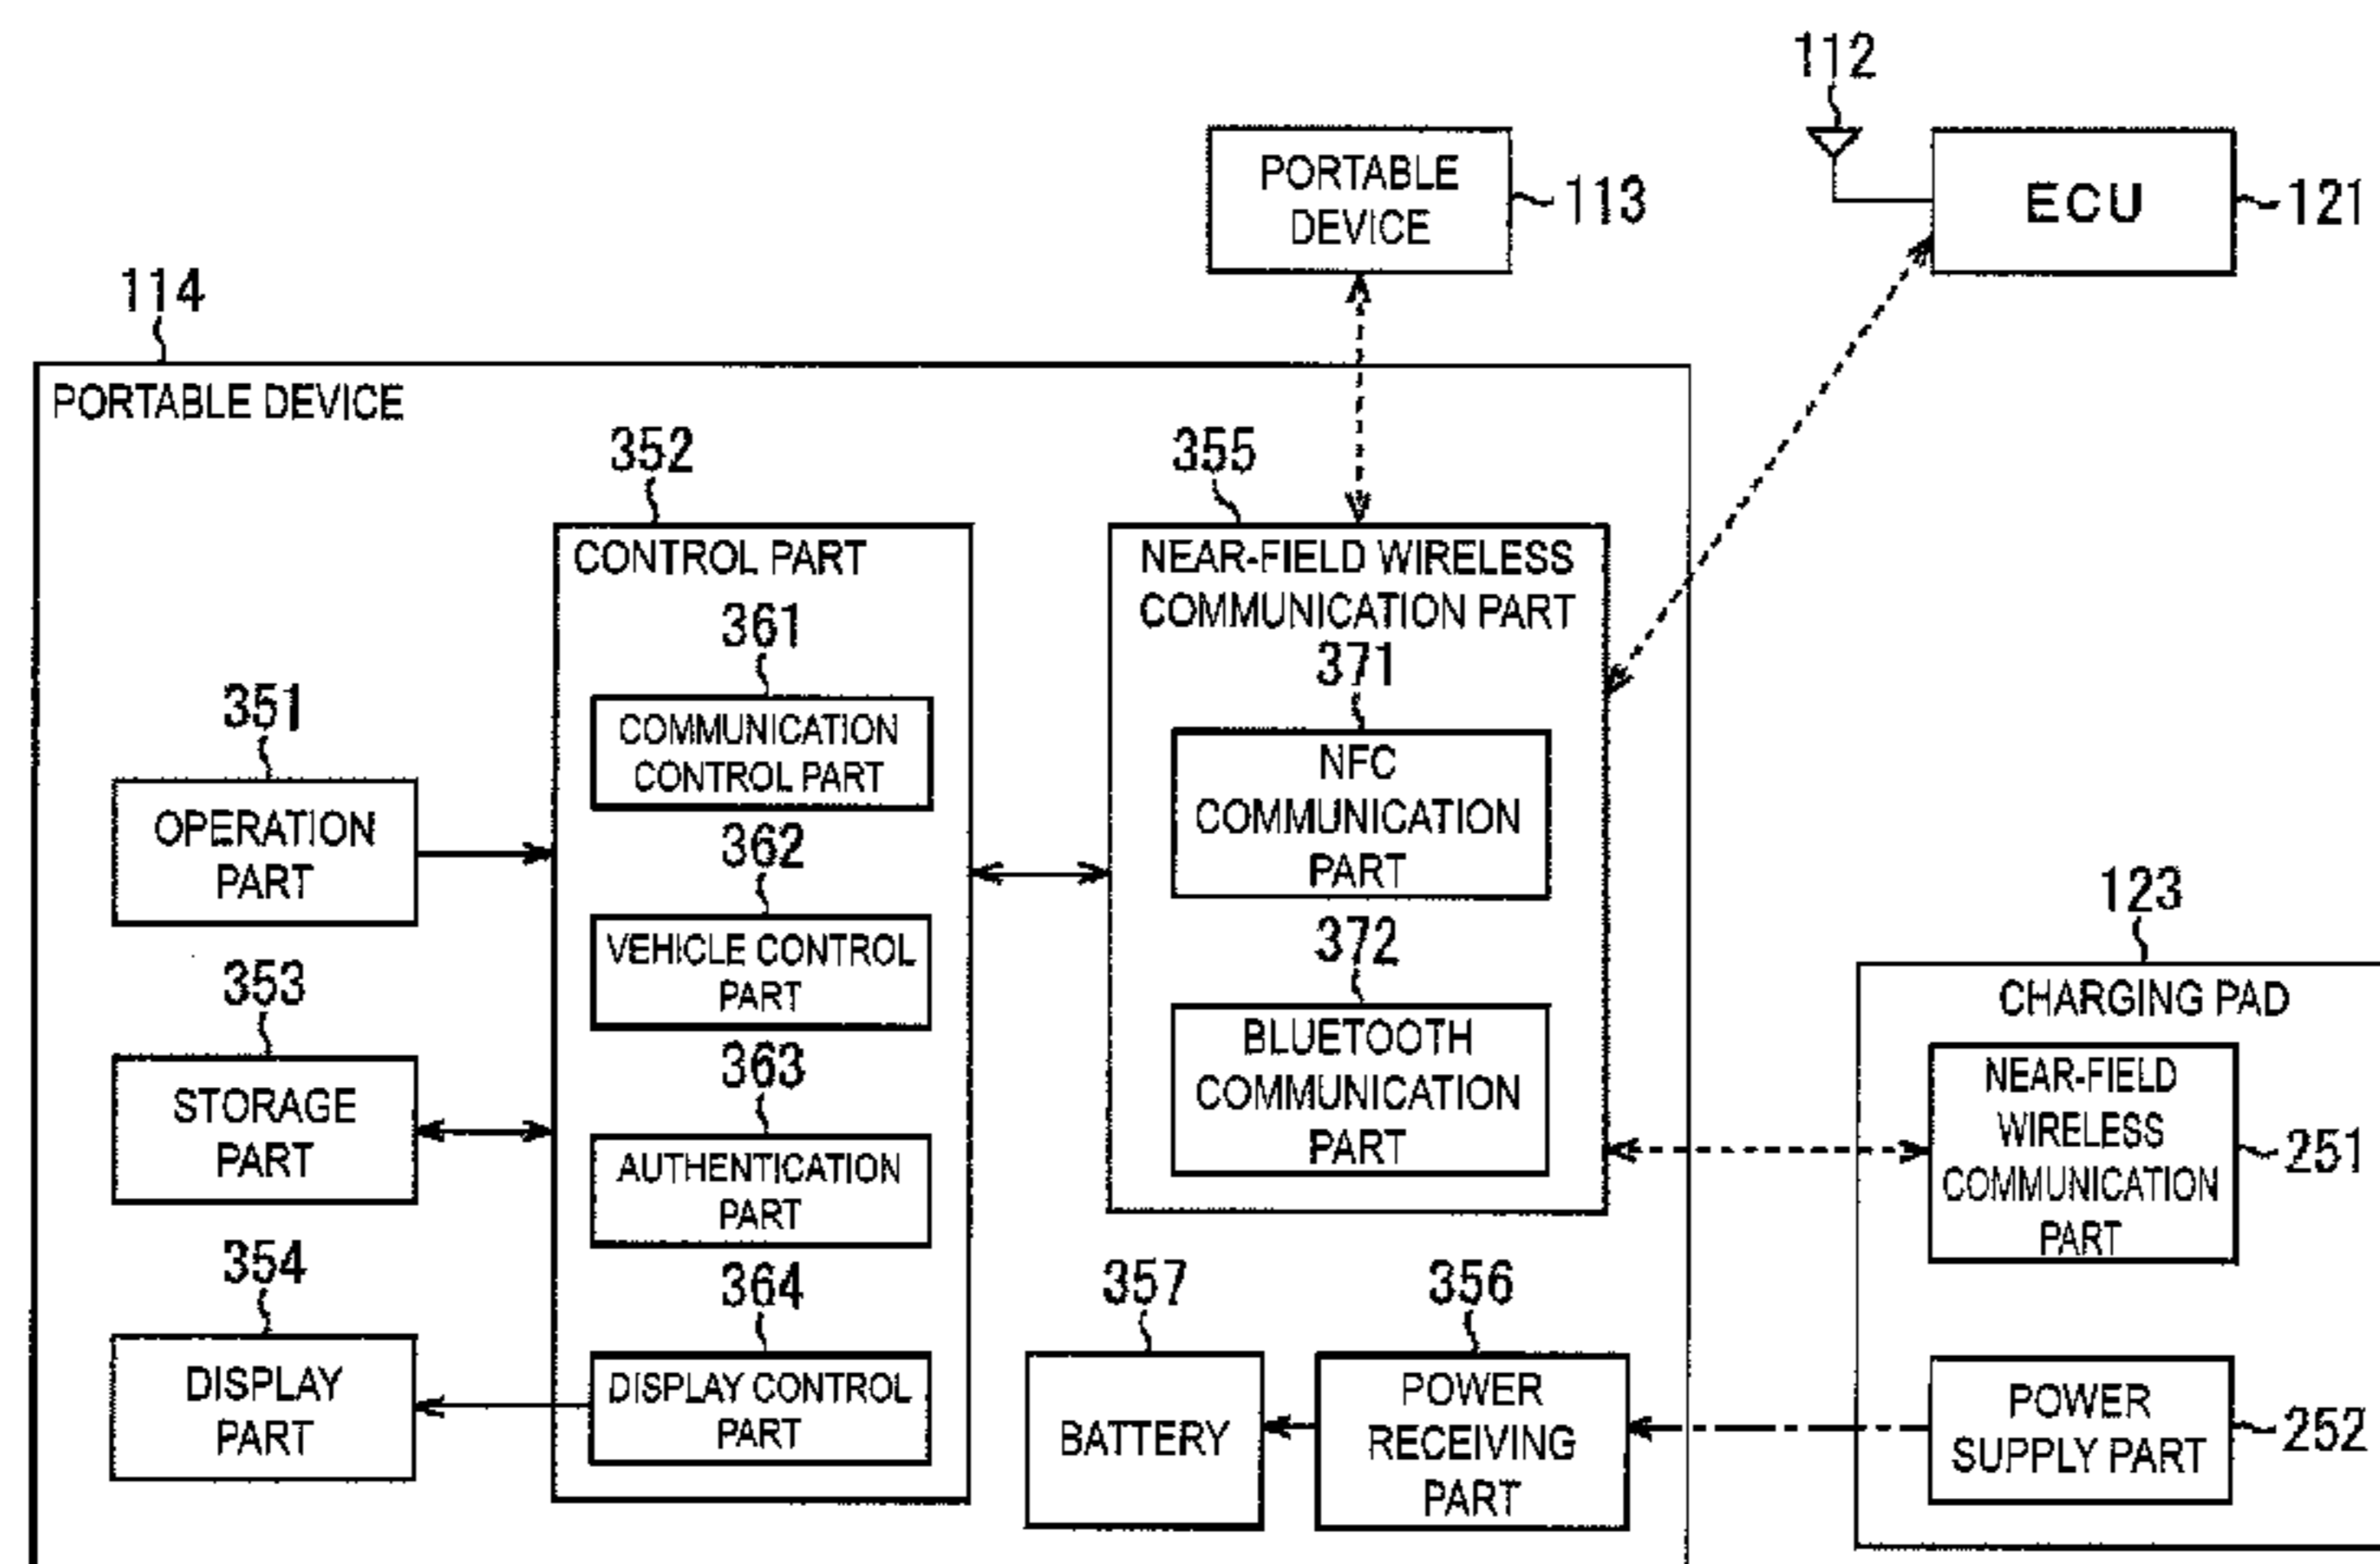 112
PORTABLE
DEVICE
113
ECU
121
114
PORTABLE DEVICE
352
CONTROL PART
355
NEAR-FIELD WIRELESS
COMMUNICATION PART
361
COMMUNICATION
CONTROL PART
371
NFC
COMMUNICATION
PART
351
OPERATION
PART
362
VEHICLE CONTROL
PART
372
BLUETOOTH
COMMUNICATION
PART
123
CHARGING PAD
NEAR-FIELD
WIRELESS
COMMUNICATION
PART
251
353
STORAGE
PART
363
AUTHENTICATION
PART
354
DISPLAY
PART
364
DISPLAY CONTROL
PART
357
BATTERY
356
POWER
RECEIVING
PART
POWER
SUPPLY PART
252